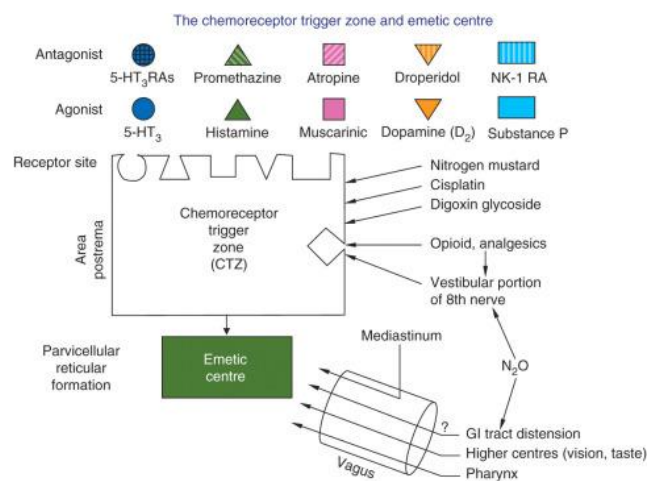 The chemoreceptor trigger zone and emetic centre
Antagonist
5-HT₃RAs Promethazine Atropine Droperidol NK-1 RA
Agonist
5-HT₃ Histamine Muscarinic Dopamine (D₂) Substance P
Receptor site
Nitrogen mustard
Cisplatin
Digoxin glycoside
Chemoreceptor
trigger
zone
(CTZ)
Area
postrema
Opioid, analgesics
Vestibular portion
of 8th nerve
Mediastinum
Parvicellular
reticular
formation
Emetic
centre
N₂O
?
GI tract distension
Higher centres (vision, taste)
Pharynx
Vagus